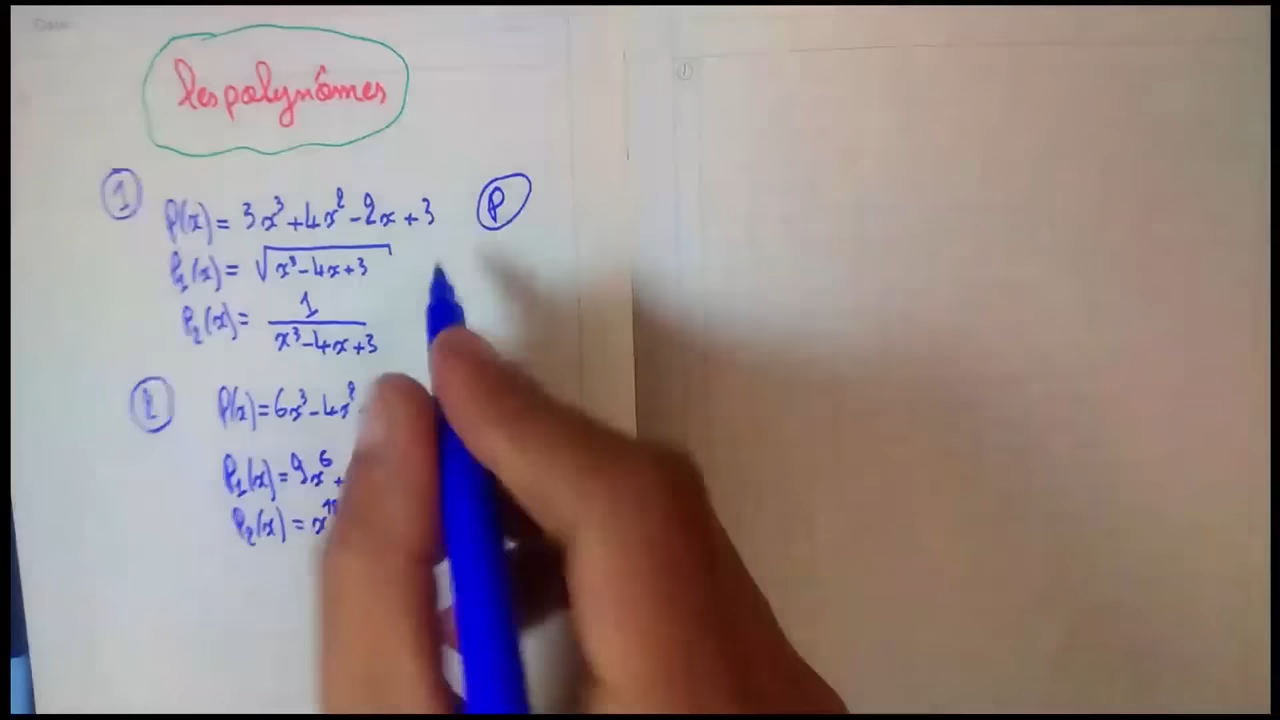 les polynômes
① P(x) = 3x³ + 4x² - 2x + 3 Ⓟ
P₁(x) = √(x³ - 4x + 3)
P₂(x) = 1/(x³ - 4x + 3)
② P(x) = 6x³ - 4x²
P₁(x) = 9x⁶ +
P₂(x) = x
①